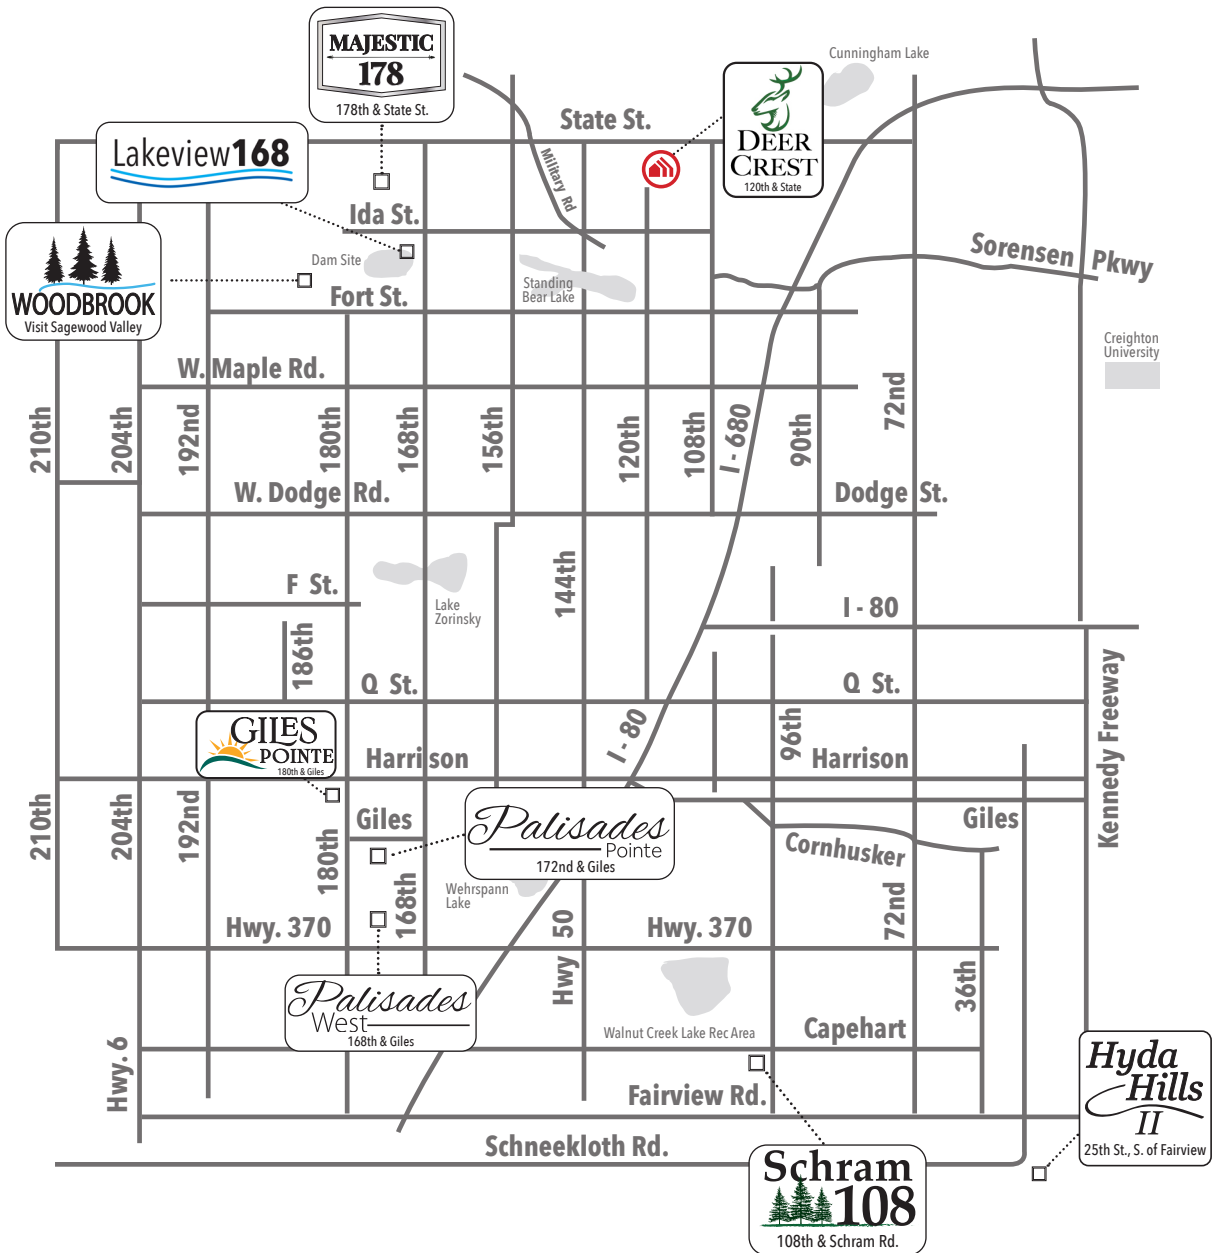 MAJESTIC
178
178th & State St.
Cunningham Lake
DEER
CREST
120th & State
State St.
Lakeview168
Military Rd
Ida St.
WOODBROOK
Visit Sagewood Valley
Dam Site
Standing
Bear Lake
Sorensen Pkwy
Fort St.
Creighton
University
W. Maple Rd.
210th
204th
192nd
180th
168th
156th
120th
108th
I - 680
90th
72nd
W. Dodge Rd.
Dodge St.
144th
F St.
Lake
Zorinsky
I - 80
186th
Q St.
Q St.
Kennedy Freeway
GILES
POINTE
180th & Giles
I - 80
96th
Harrison
Harrison
210th
204th
192nd
180th
Giles
Palisades
Pointe
172nd & Giles
Giles
Cornhusker
168th
Wehrspann
Lake
72nd
Hwy. 370
Hwy 50
Hwy. 370
36th
Palisades
West
168th & Giles
Walnut Creek Lake Rec Area
Capehart
Hwy. 6
Fairview Rd.
Hyda
Hills
II
25th St., S. of Fairview
Schneekloth Rd.
Schram
108
108th & Schram Rd.